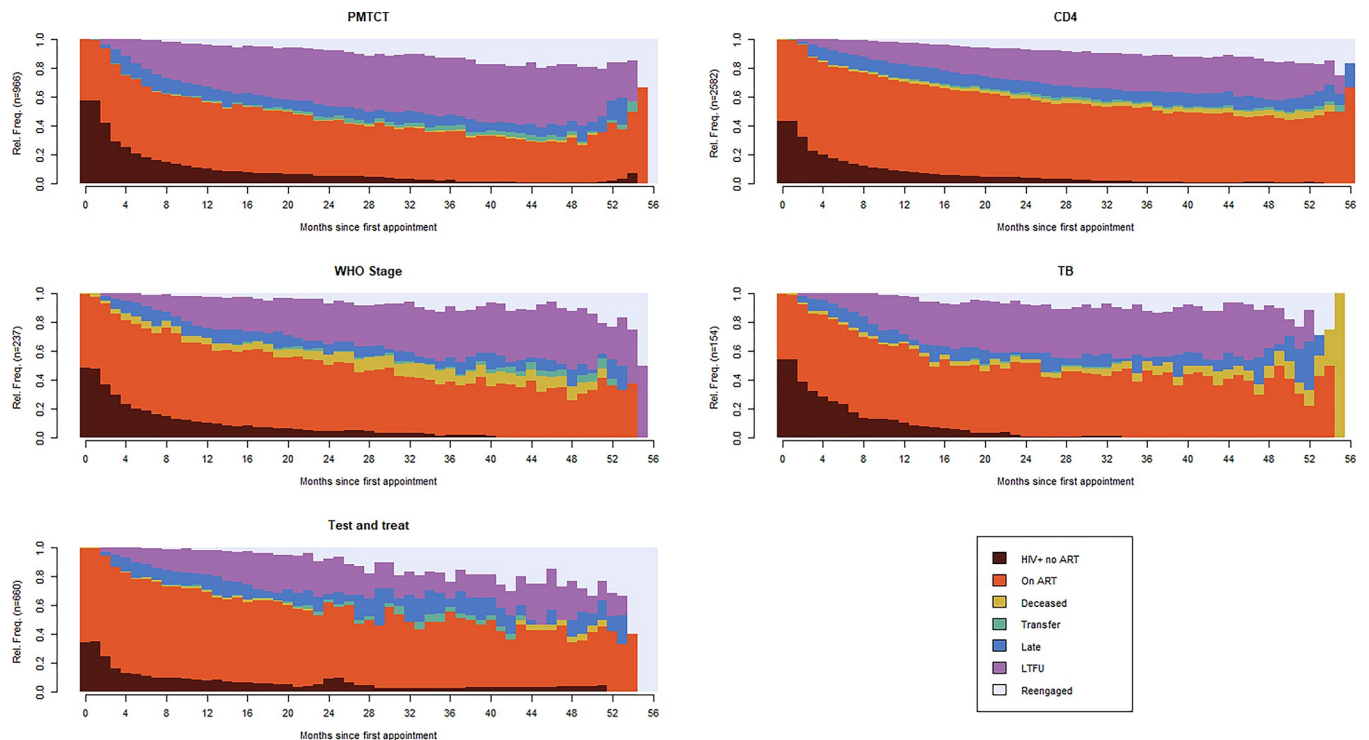 PMTCT
Rel. Freq. (n=996)
1.0
0.8
0.6
0.4
0.2
0.0
0 4 8 12 16 20 24 28 32 36 40 44 48 52 56
Months since first appointment
CD4
Rel. Freq. (n=2582)
1.0
0.8
0.6
0.4
0.2
0.0
0 4 8 12 16 20 24 28 32 36 40 44 48 52 56
Months since first appointment
WHO Stage
Rel. Freq. (n=237)
1.0
0.8
0.6
0.4
0.2
0.0
0 4 8 12 16 20 24 28 32 36 40 44 48 52 56
Months since first appointment
TB
Rel. Freq. (n=154)
1.0
0.8
0.6
0.4
0.2
0.0
0 4 8 12 16 20 24 28 32 36 40 44 48 52 56
Months since first appointment
Test and treat
Rel. Freq. (n=660)
1.0
0.8
0.6
0.4
0.2
0.0
0 4 8 12 16 20 24 28 32 36 40 44 48 52 56
Months since first appointment
HIV+ no ART
On ART
Deceased
Transfer
Late
LTFU
Reengaged